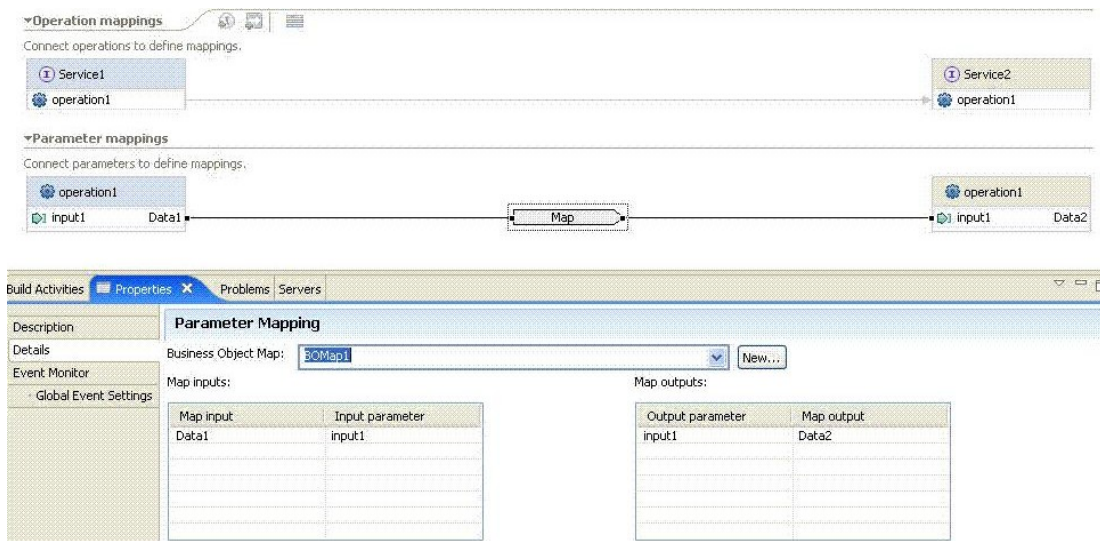 Operation mappings
Connect operations to define mappings.
Service1
Service2
operation1
operation1
Parameter mappings
Connect parameters to define mappings.
operation1
operation1
input1 Data1
Map
input1 Data2
Build Activities Properties Problems Servers
Description
Details
Event Monitor
Global Event Settings
Parameter Mapping
Business Object Map: BOMap1 New...
Map inputs: Map outputs:
Map input Input parameter Output parameter Map output
Data1 input1 input1 Data2